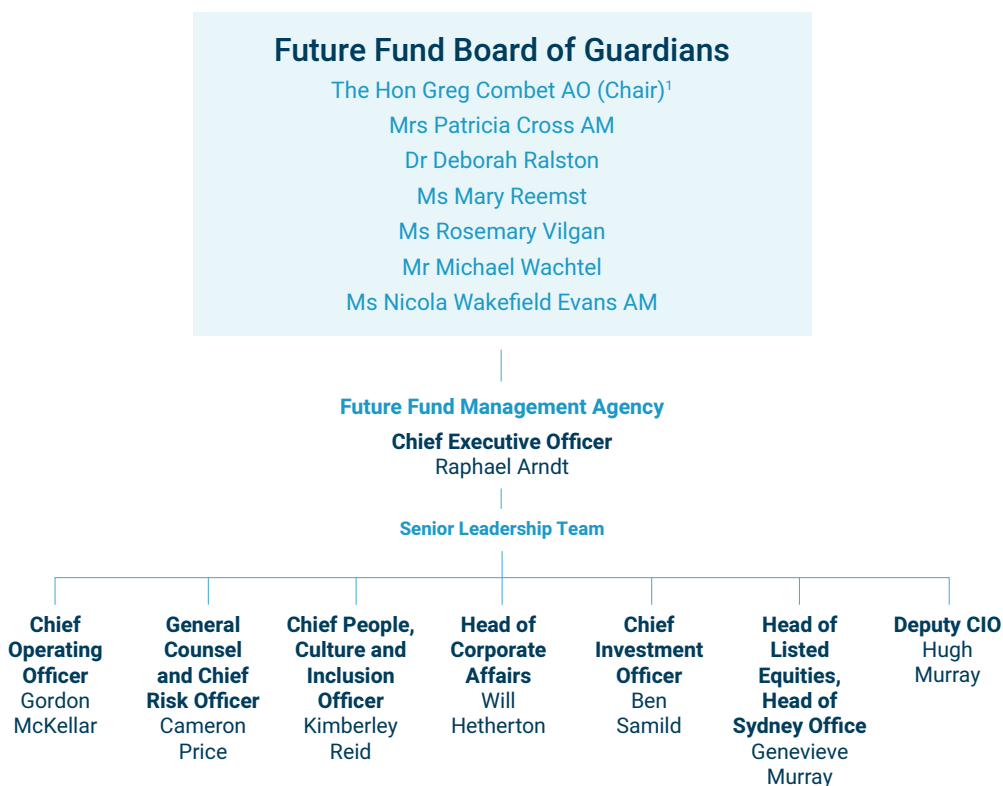 Future Fund Board of Guardians
The Hon Greg Combet AO (Chair)¹
Mrs Patricia Cross AM
Dr Deborah Ralston
Ms Mary Reemst
Ms Rosemary Vilgan
Mr Michael Wachtel
Ms Nicola Wakefield Evans AM
Future Fund Management Agency
Chief Executive Officer
Raphael Arndt
Senior Leadership Team
Chief
Operating
Officer
Gordon
McKellar
General
Counsel
and Chief
Risk Officer
Cameron
Price
Chief People,
Culture and
Inclusion
Officer
Kimberley
Reid
Head of
Corporate
Affairs
Will
Hetherton
Chief
Investment
Officer
Ben
Samild
Head of
Listed
Equities,
Head of
Sydney Office
Genevieve
Murray
Deputy CIO
Hugh
Murray